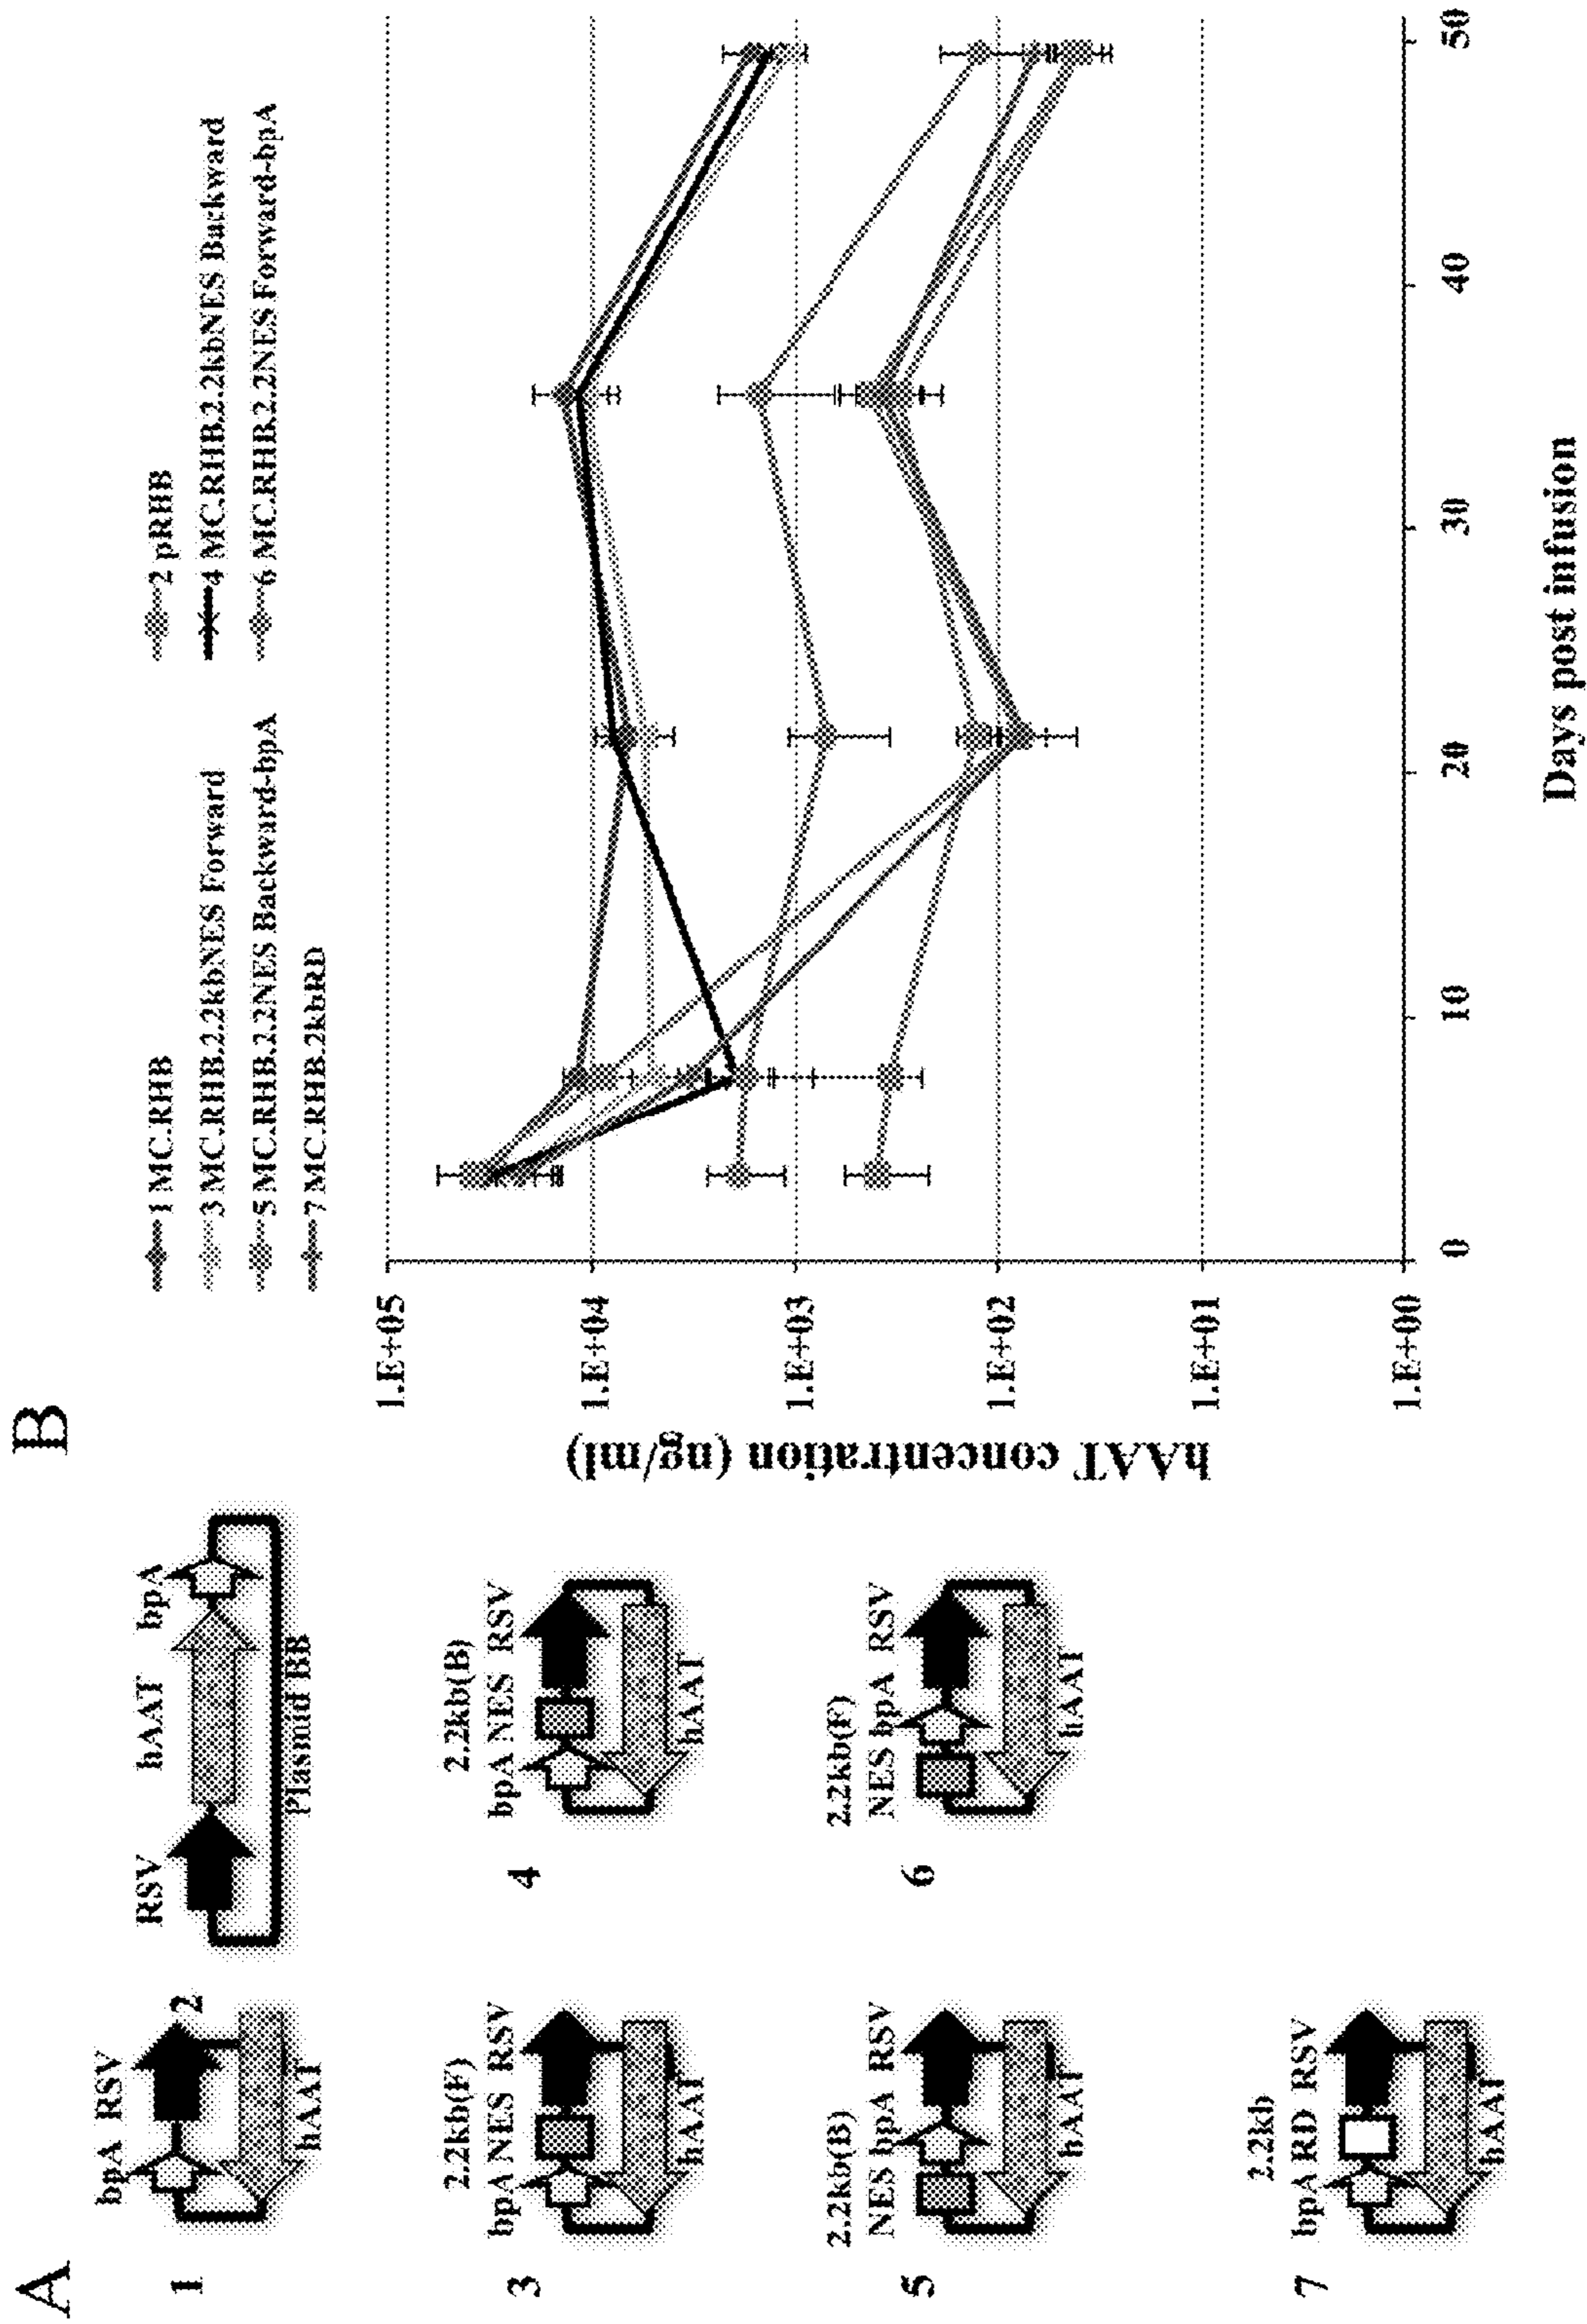 A
1
bpA RSV
hAAT
2
RSV hAAT bpA
Plasmid BB
3
2.2kb(F)
bpA NES RSV
hAAT
4
2.2kb(B)
bpA NES RSV
hAAT
5
2.2kb(B)
NES bpA RSV
hAAT
6
2.2kb(F)
NES bpA RSV
hAAT
7
2.2kb
bpA RD RSV
hAAT
B
1 MC.RHB
2 pRHB
3 MC.RHB.2.2kbNES Forward
4 MC.RHB.2.2kbNES Backward
5 MC.RHB.2.2NES Backward-bpA
6 MC.RHB.2.2NES Forward-bpA
7 MC.RHB.2kbRD
hAAT concentration (ng/ml)
1.E+05
1.E+04
1.E+03
1.E+02
1.E+01
1.E+00
0 10 20 30 40 50
Days post infusion